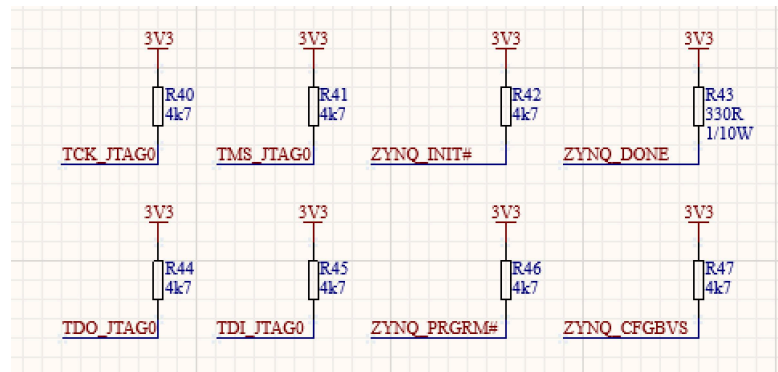 3V3 3V3 3V3 3V3
R40 R41 R42 R43
4k7 4k7 4k7 330R
1/10W
TCK_JTAG0 TMS_JTAG0 ZYNQ_INIT# ZYNQ_DONE
3V3 3V3 3V3 3V3
R44 R45 R46 R47
4k7 4k7 4k7 4k7
TDO_JTAG0 TDI_JTAG0 ZYNQ_PRGRM# ZYNQ_CFGBVS